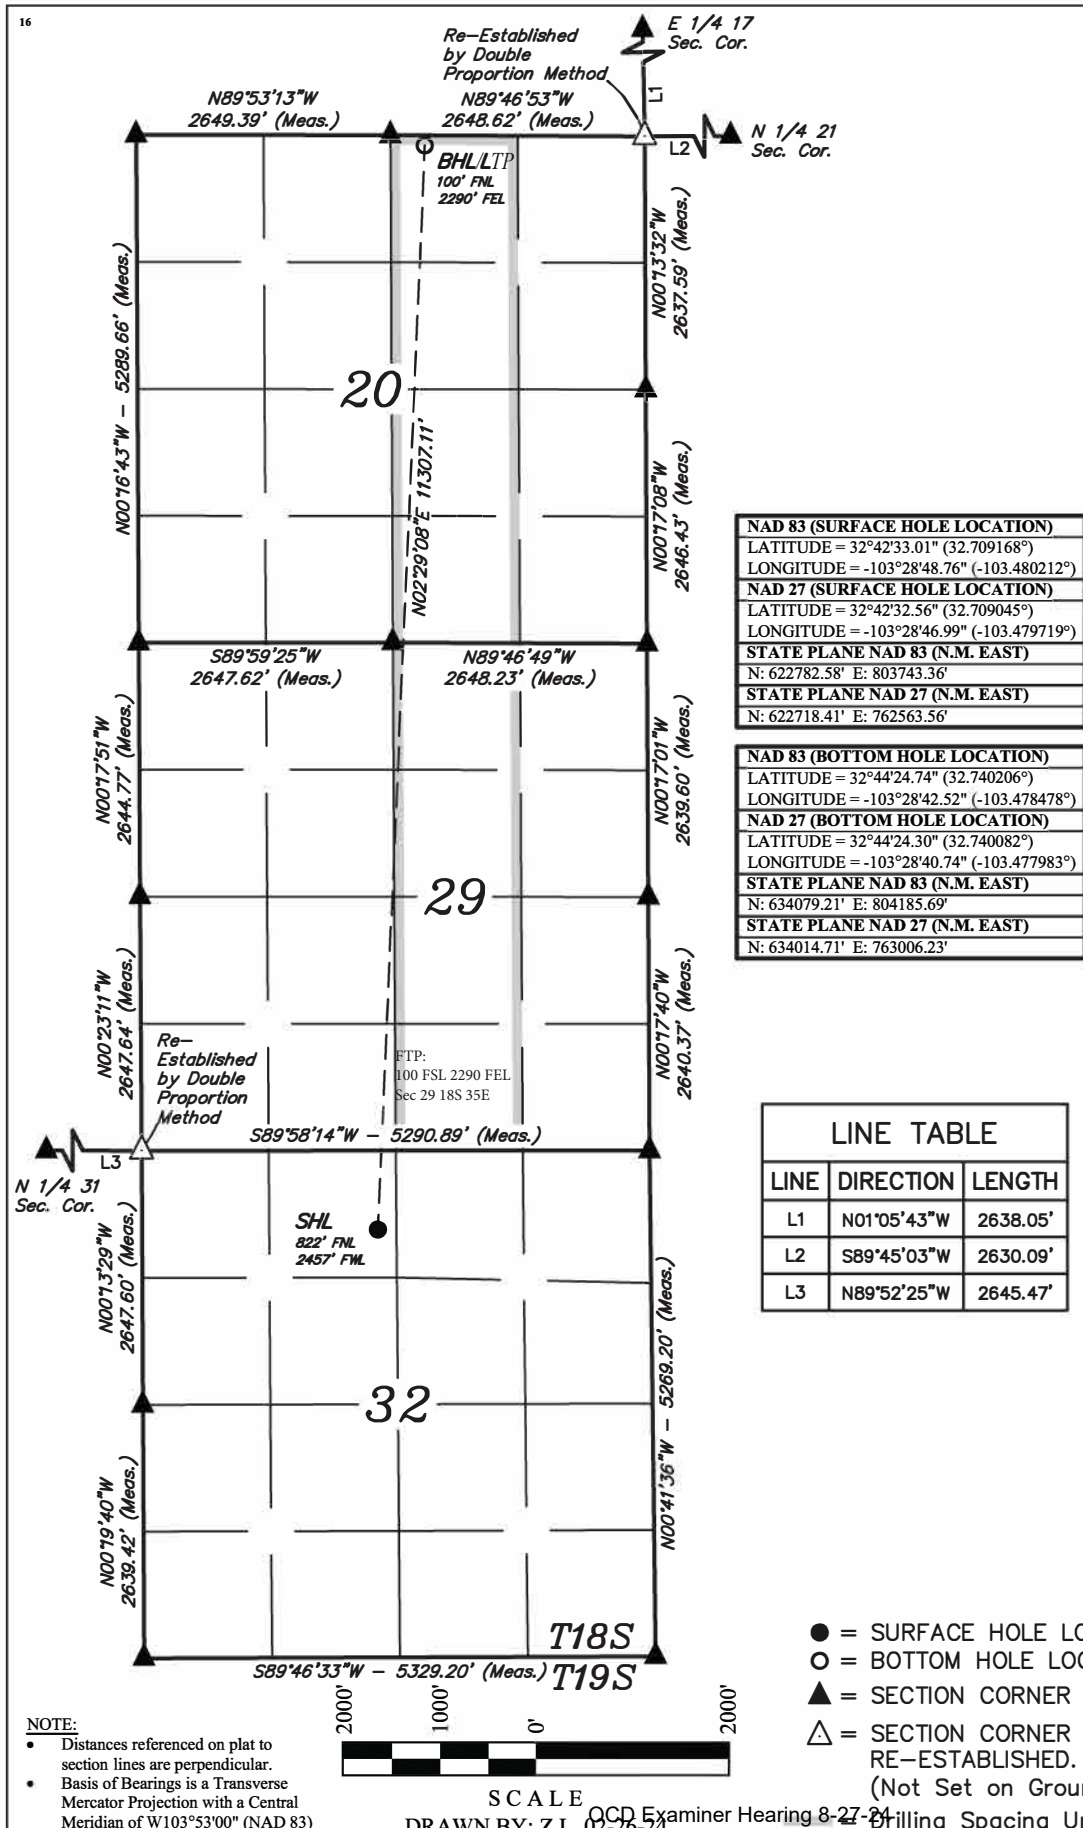 16
E 1/4 17
Sec. Cor.
Re-Established
by Double
Proportion Method
L1
N89°53'13"W
2649.39' (Meas.)
N89°46'53"W
2648.62' (Meas.)
N 1/4 21
Sec. Cor.
L2
BHL/LTP
100' FNL
2290' FEL
N00°16'43"W - 5289.66' (Meas.)
N00°13'32"W
2637.59' (Meas.)
20
N02°29'08"E 11307.11'
N00°17'08"W
2646.43' (Meas.)
S89°59'25"W
2647.62' (Meas.)
N89°46'49"W
2648.23' (Meas.)
NAD 83 (SURFACE HOLE LOCATION)
LATITUDE = 32°42'33.01" (32.709168°)
LONGITUDE = -103°28'48.76" (-103.480212°)
NAD 27 (SURFACE HOLE LOCATION)
LATITUDE = 32°42'32.56" (32.709045°)
LONGITUDE = -103°28'46.99" (-103.479719°)
STATE PLANE NAD 83 (N.M. EAST)
N: 622782.58' E: 803743.36'
STATE PLANE NAD 27 (N.M. EAST)
N: 622718.41' E: 762563.56'
NAD 83 (BOTTOM HOLE LOCATION)
LATITUDE = 32°44'24.74" (32.740206°)
LONGITUDE = -103°28'42.52" (-103.478478°)
NAD 27 (BOTTOM HOLE LOCATION)
LATITUDE = 32°44'24.30" (32.740082°)
LONGITUDE = -103°28'40.74" (-103.477983°)
STATE PLANE NAD 83 (N.M. EAST)
N: 634079.21' E: 804185.69'
STATE PLANE NAD 27 (N.M. EAST)
N: 634014.71' E: 763006.23'
N00°17'51"W
2644.77' (Meas.)
N00°17'01"W
2639.60' (Meas.)
29
N00°23'11"W
2647.64' (Meas.)
N00°17'40"W
2640.37' (Meas.)
Re-
Established
by Double
Proportion
Method
FTP:
100 FSL 2290 FEL
Sec 29 18S 35E
S89°58'14"W - 5290.89' (Meas.)
L3
N 1/4 31
Sec. Cor.
SHL
822' FNL
2457' FWL
N00°13'29"W
2647.60' (Meas.)
N00°41'36"W - 5269.20' (Meas.)
LINE TABLE
LINE DIRECTION LENGTH
L1 N01°05'43"W 2638.05'
L2 S89°45'03"W 2630.09'
L3 N89°52'25"W 2645.47'
32
N00°19'40"W
2639.42' (Meas.)
T18S
S89°46'33"W - 5329.20' (Meas.)
T19S
= SURFACE HOLE LO
= BOTTOM HOLE LOC
= SECTION CORNER
= SECTION CORNER
RE-ESTABLISHED.
(Not Set on Groun
= Drilling Spacing Un
2000' 1000' 0' 2000'
SCALE
DRAWN BY: Z.L. 02-26-24
OCD Examiner Hearing 8-27-24
NOTE:
• Distances referenced on plat to
section lines are perpendicular.
• Basis of Bearings is a Transverse
Mercator Projection with a Central
Meridian of W103°53'00" (NAD 83)